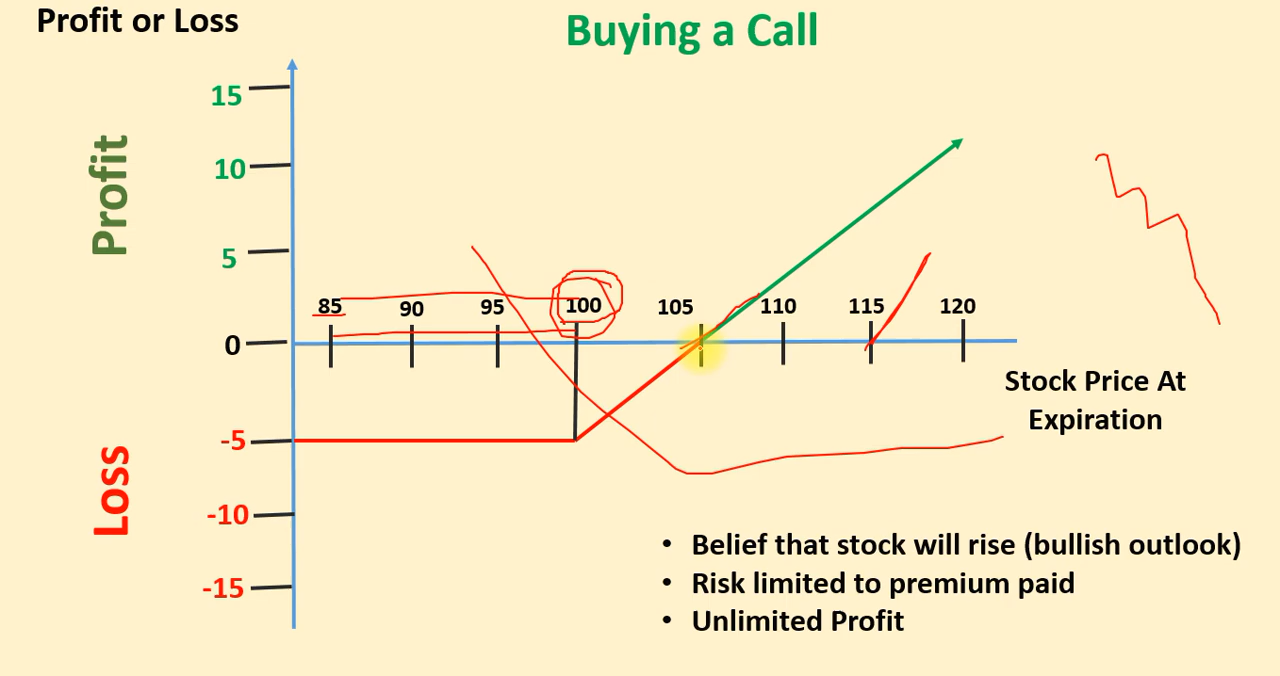 Profit or Loss
Buying a Call
15
10
5
0
-5
-10
-15
Profit
Loss
85 90 95 100 105 110 115 120
Stock Price At
Expiration
• Belief that stock will rise (bullish outlook)
• Risk limited to premium paid
• Unlimited Profit